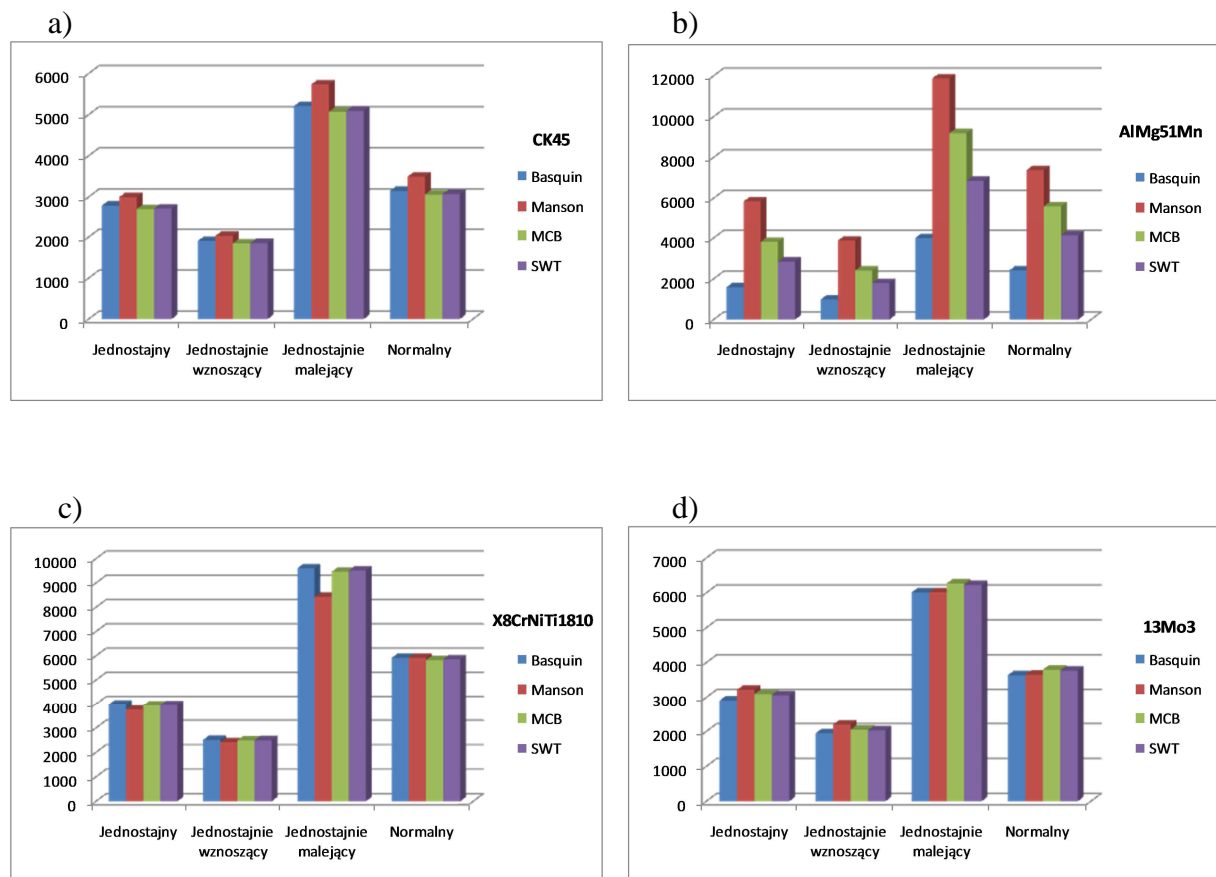 a)
6000
5000
4000
3000
2000
1000
0
Jednostajny
Jednostajnie
wznoszący
Jednostajnie
malejący
Normalny
CK45
Basquin
Manson
MCB
SWT
b)
12000
10000
8000
6000
4000
2000
0
Jednostajny
Jednostajnie
wznoszący
Jednostajnie
malejący
Normalny
AlMg51Mn
Basquin
Manson
MCB
SWT
c)
10000
9000
8000
7000
6000
5000
4000
3000
2000
1000
0
Jednostajny
Jednostajnie
wznoszący
Jednostajnie
malejący
Normalny
X8CrNiTi1810
Basquin
Manson
MCB
SWT
d)
7000
6000
5000
4000
3000
2000
1000
0
Jednostajny
Jednostajnie
wznoszący
Jednostajnie
malejący
Normalny
13Mo3
Basquin
Manson
MCB
SWT